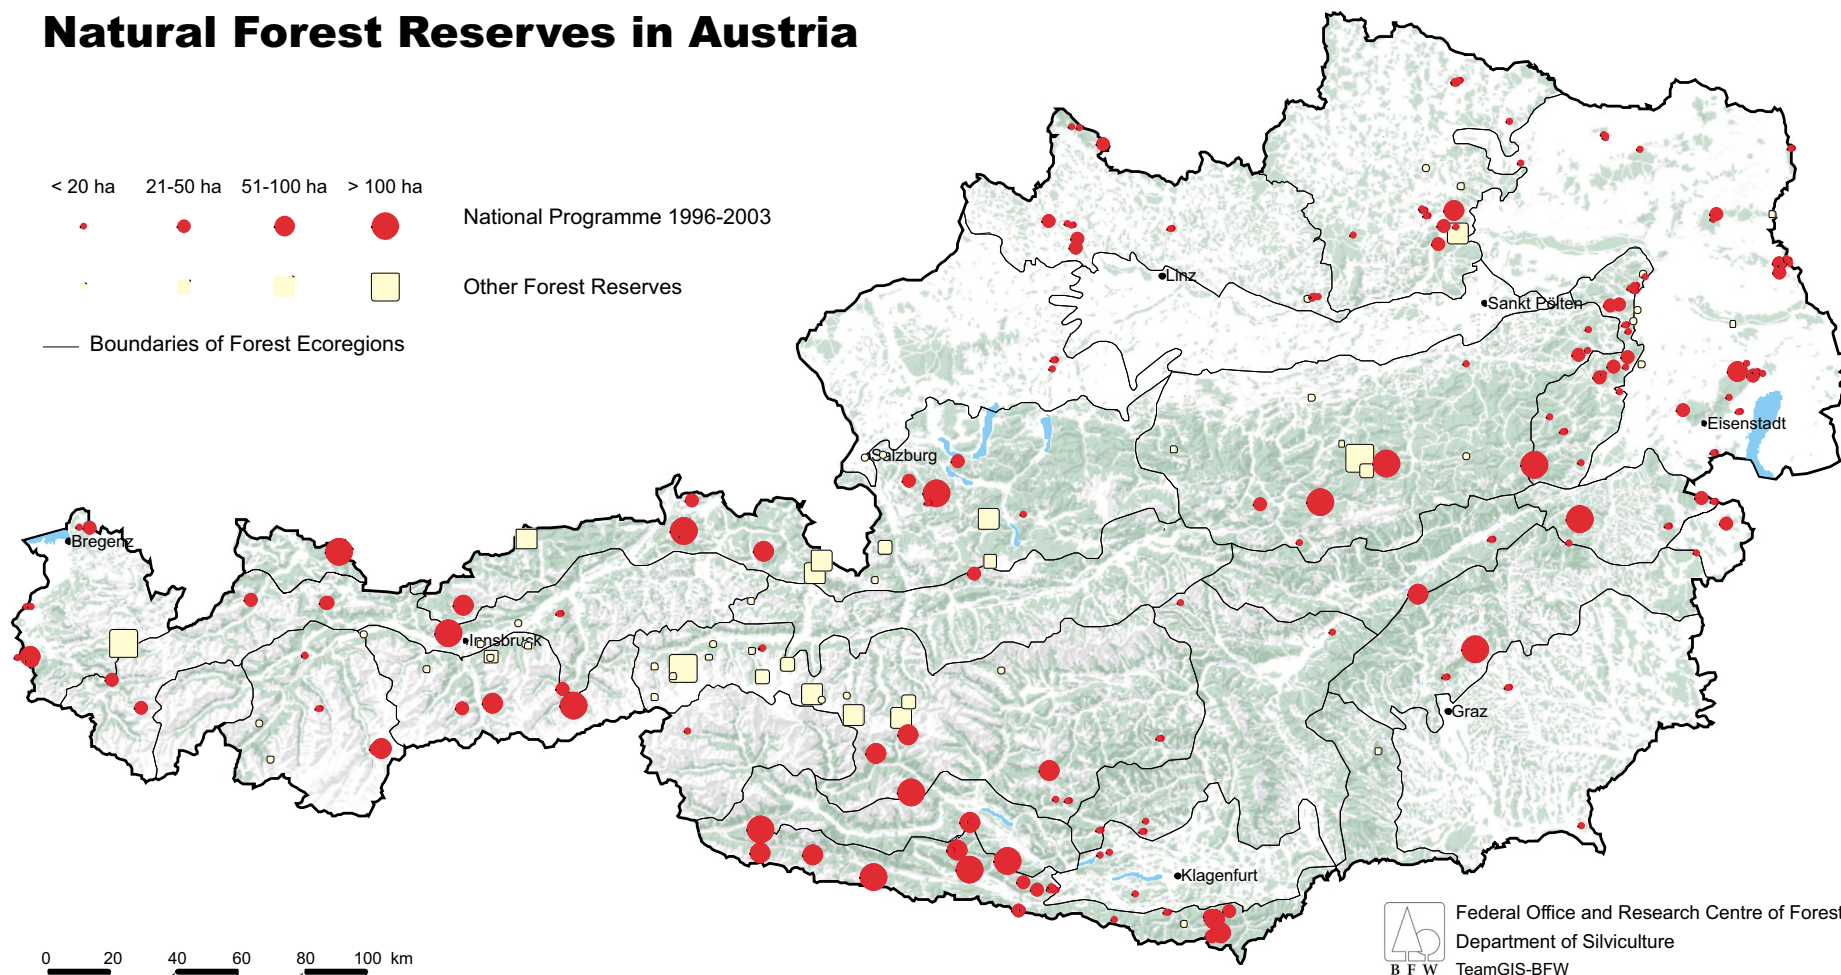 Natural Forest Reserves in Austria
< 20 ha 21-50 ha 51-100 ha > 100 ha
National Programme 1996-2003
Other Forest Reserves
Boundaries of Forest Ecoregions
Linz
Sankt Pölten
Eisenstadt
Salzburg
Bregenz
Innsbruck
Graz
Klagenfurt
0 20 40 60 80 100 km
Federal Office and Research Centre of Forest
Department of Silviculture
B F W TeamGIS-BFW